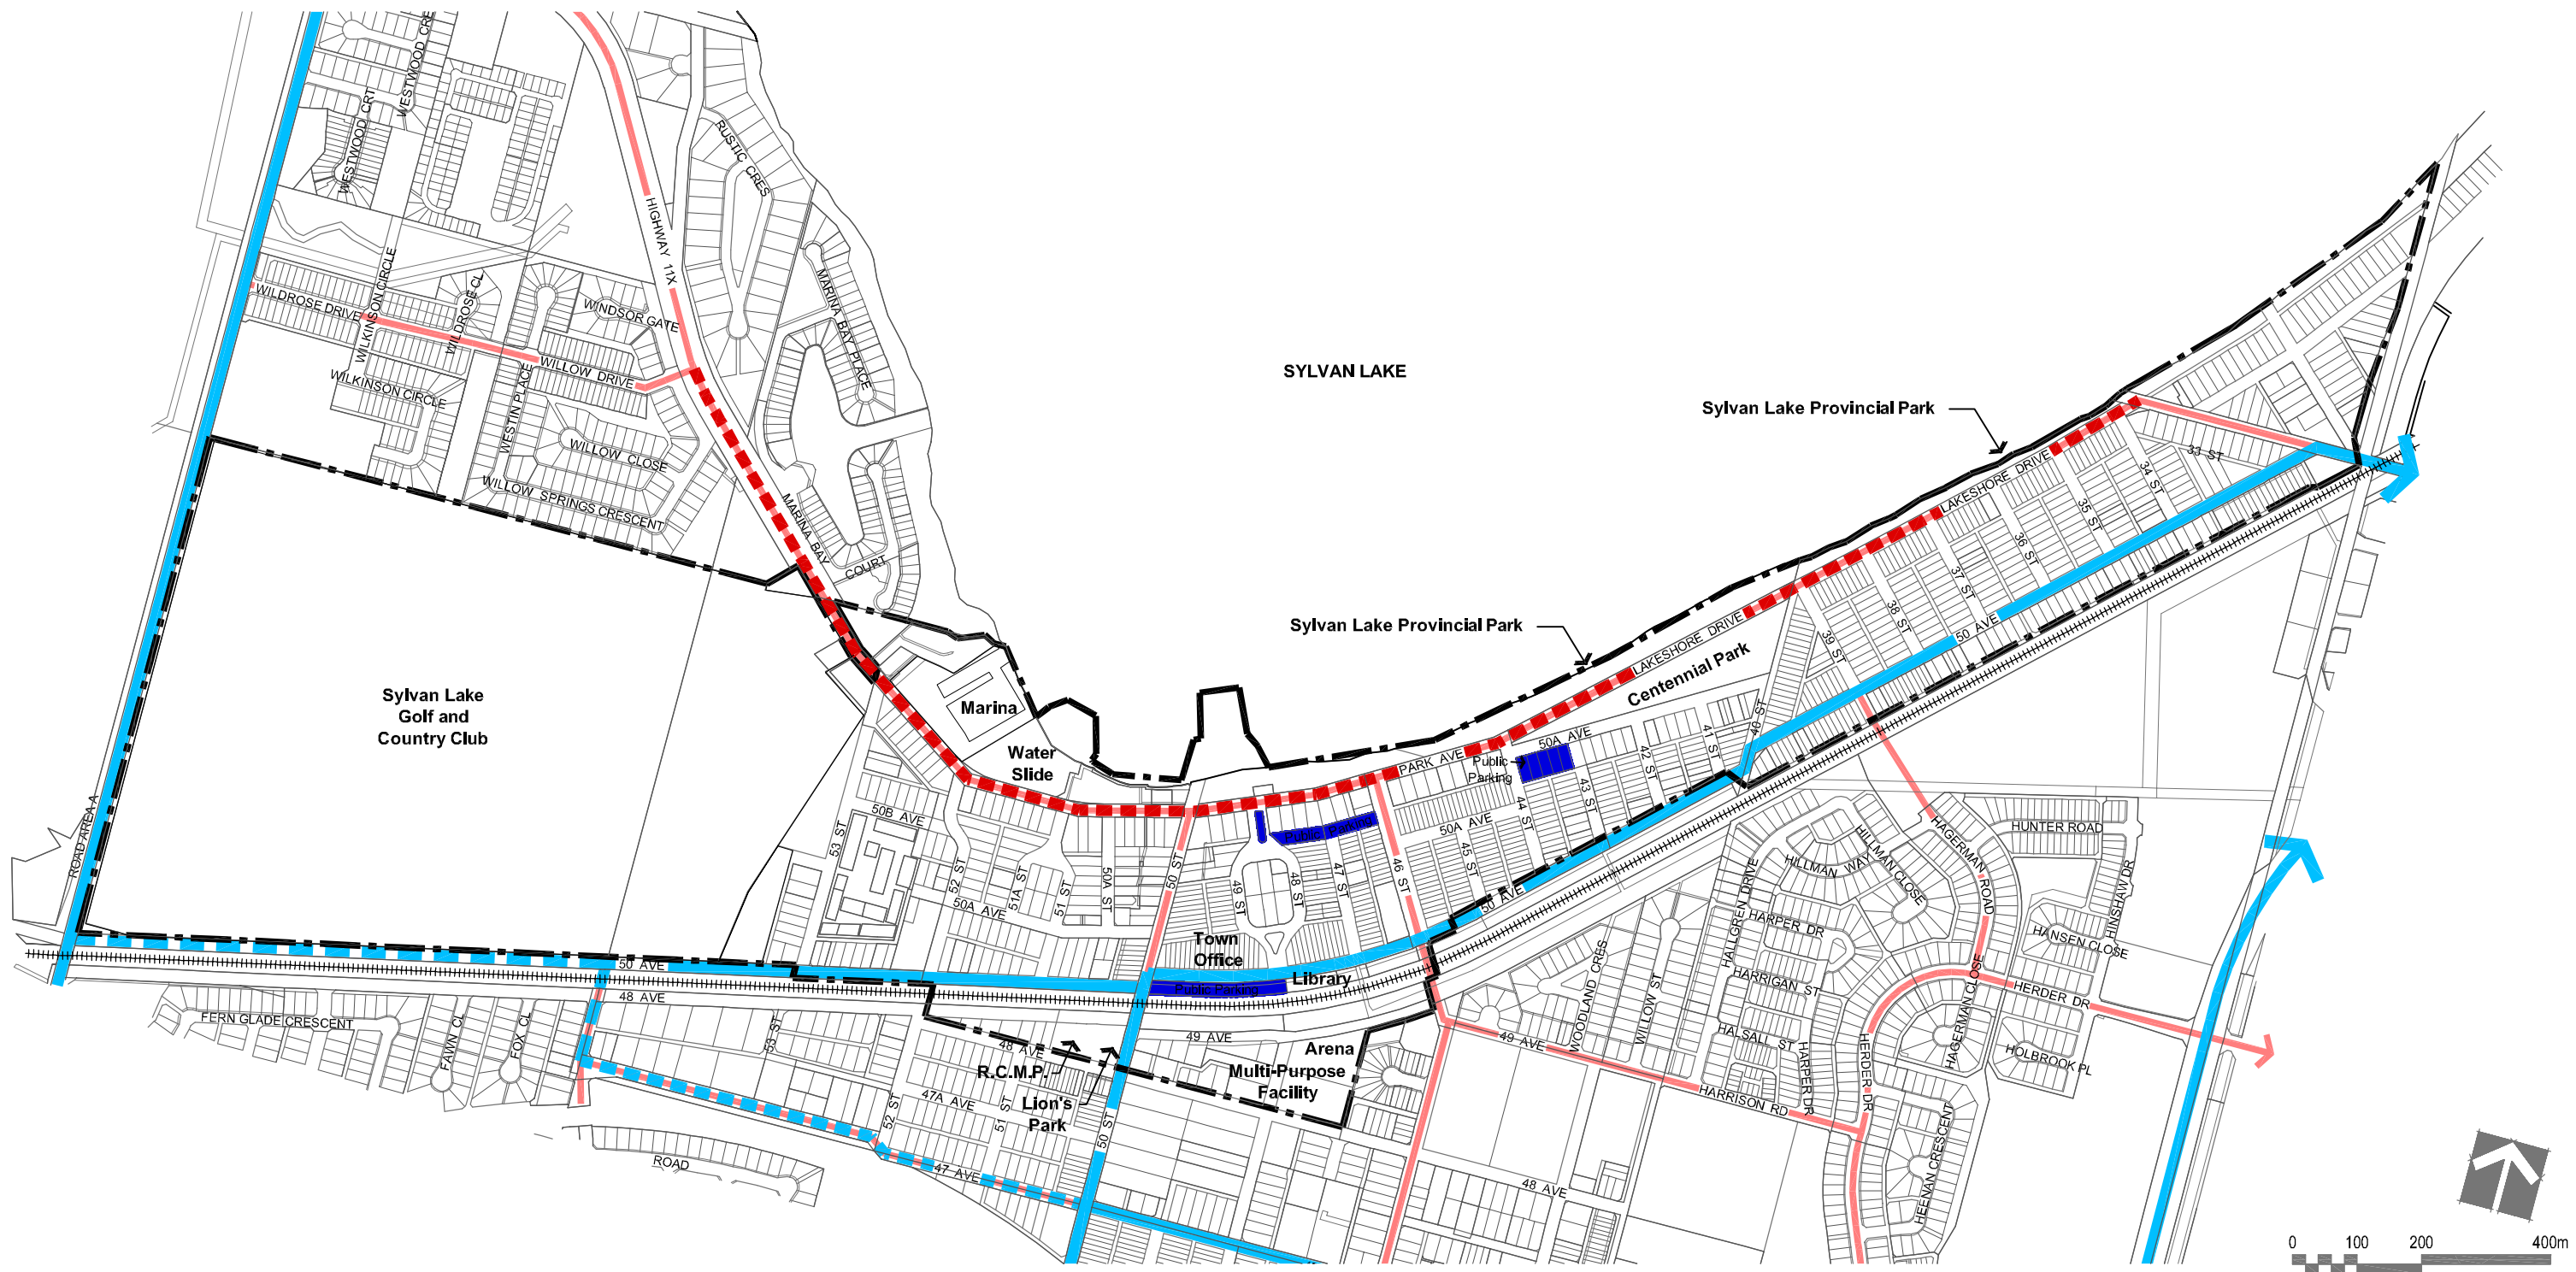 WESTWOOD CRT
WESTWOOD CRE
RUSTIC CRES
HIGHWAY 11X
MARINA BAY PLACE
WILDROSE DRIVE
WILKINSON CIRCLE
WILDROSE CL
WINDSOR GATE
WILLOW DRIVE
WILKINSON CIRCLE
WESTIN PLACE
WILLOW CLOSE
WILLOW SPRINGS CRESCENT
MARINA BAY
COURT
SYLVAN LAKE
Sylvan Lake Provincial Park
Sylvan Lake Provincial Park
LAKESHORE DRIVE
LAKESHORE DRIVE
Centennial Park
33 ST
34 ST
35 ST
36 ST
37 ST
38 ST
39 ST
40 ST
41 ST
42 ST
43 ST
44 ST
45 ST
46 ST
47 ST
48 ST
49 ST
50 ST
50A ST
51 ST
51A ST
52 ST
53 ST
50 AVE
50A AVE
PARK AVE
Public
Parking
50A AVE
50 AVE
Public Parking
Sylvan Lake
Golf and
Country Club
Marina
Water
Slide
50B AVE
50A AVE
ROAD AREA A
Town
Office
Library
Public Parking
50 AVE
48 AVE
49 AVE
48 AVE
R.C.M.P.
Lion's
Park
Arena
Multi-Purpose
Facility
FERN GLADE CRESCENT
FAWN CL
FOX CL
53 ST
52 ST
47A AVE
51 ST
50 ST
47 AVE
ROAD
49 AVE
WOODLAND CRES
WILLOW ST
HALLGREN DRIVE
HARPER DR
HARRIGAN ST
HALSALL ST
HARPER DR
HARRISON RD
48 AVE
HILLMAN WAY
HILLMAN CLOSE
HAGERMAN ROAD
HUNTER ROAD
HINSHAW DR
HANSEN CLOSE
HAGERMAN CLOSE
HERDER DR
HERDER DR
HOLBROOK PL
HEENAN CRESCENT
0 100 200 400m